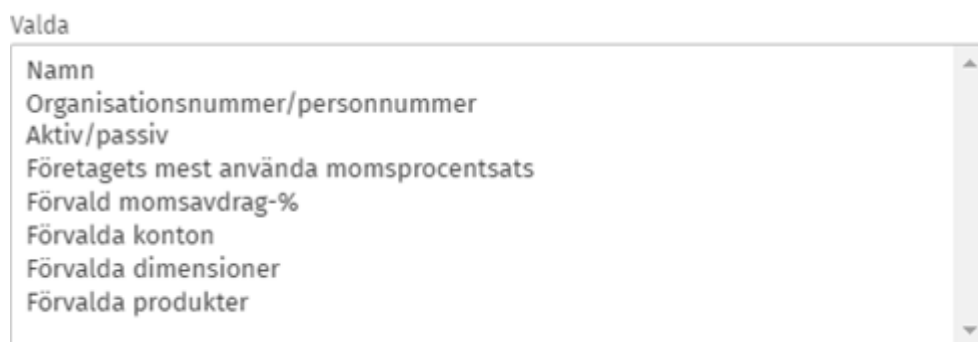 Valda
Namn
Organisationsnummer/personnummer
Aktiv/passiv
Företagets mest använda momsprocentsats
Förvald momsavdrag-%
Förvalda konton
Förvalda dimensioner
Förvalda produkter